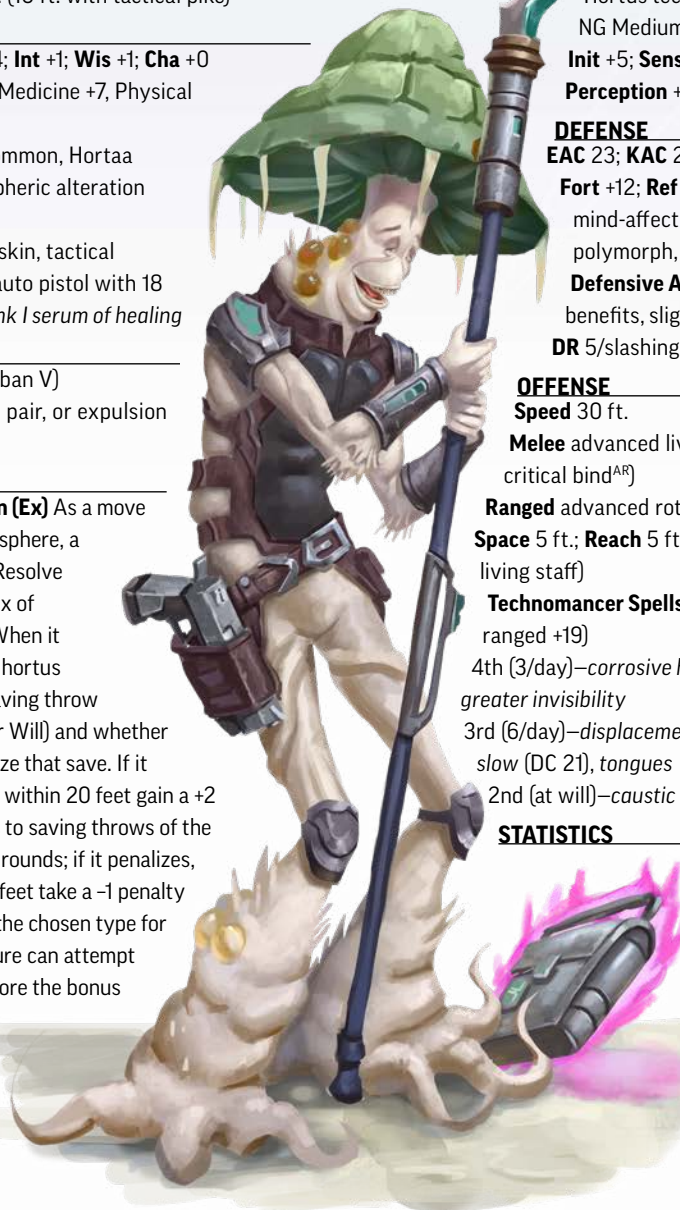 (10 ft. with tactical pike)
Int +1; Wis +1; Cha +0
Medicine +7, Physical
ommon, Hortaa
pheric alteration
skin, tactical
auto pistol with 18
nk I serum of healing
ban V)
pair, or expulsion
n (Ex) As a move
sphere, a
Resolve
x of
When it
hortus
aving throw
r Will) and whether
ze that save. If it
within 20 feet gain a +2
to saving throws of the
rounds; if it penalizes,
feet take a –1 penalty
the chosen type for
ure can attempt
ore the bonus
NG Medium
Init +5; Sens
Perception +
DEFENSE
EAC 23; KAC 2
Fort +12; Ref
mind-affect
polymorph,
Defensive A
benefits, slig
DR 5/slashing
OFFENSE
Speed 30 ft.
Melee advanced liv
critical bindAR)
Ranged advanced rot
Space 5 ft.; Reach 5 ft
living staff)
Technomancer Spells
ranged +19)
4th (3/day)—corrosive h
greater invisibility
3rd (6/day)—displaceme
slow (DC 21), tongues
2nd (at will)—caustic
STATISTICS